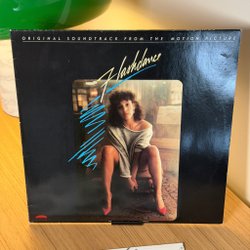 ORIGINAL SOUNDTRACK FROM THE MOTION PICTURE
Flashdance